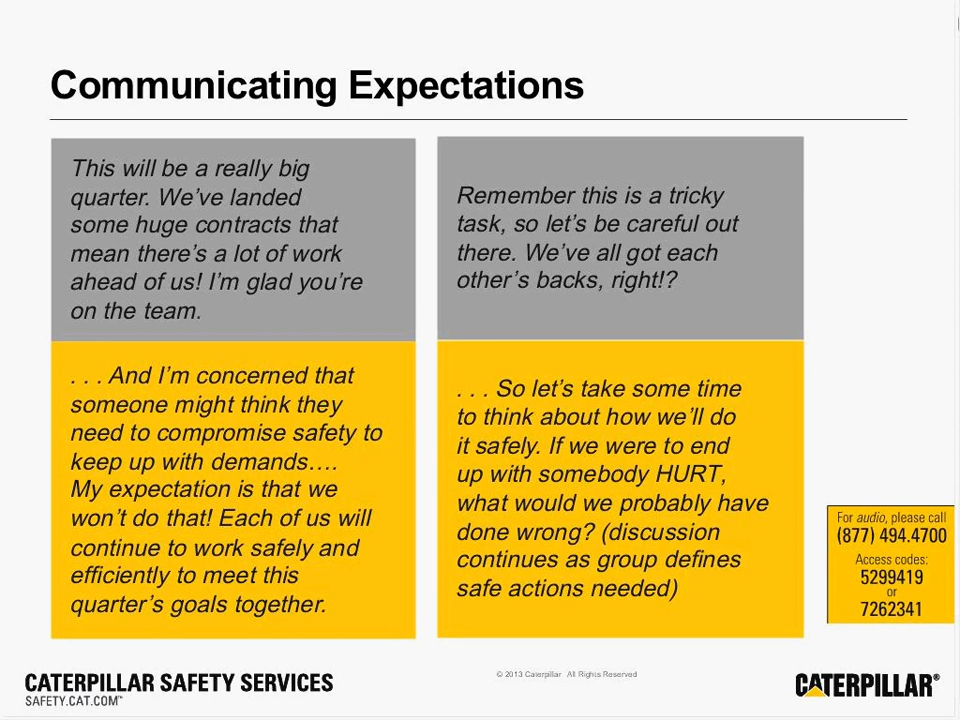 Communicating Expectations
This will be a really big
quarter. We’ve landed
some huge contracts that
mean there’s a lot of work
ahead of us! I’m glad you’re
on the team.
. . . And I’m concerned that
someone might think they
need to compromise safety to
keep up with demands….
My expectation is that we
won’t do that! Each of us will
continue to work safely and
efficiently to meet this
quarter’s goals together.
Remember this is a tricky
task, so let’s be careful out
there. We’ve all got each
other’s backs, right!?
. . . So let’s take some time
to think about how we’ll do
it safely. If we were to end
up with somebody HURT,
what would we probably have
done wrong? (discussion
continues as group defines
safe actions needed)
For audio, please call
(877) 494.4700
Access codes:
5299419
or
7262341
CATERPILLAR SAFETY SERVICES
SAFETY.CAT.COM™
© 2013 Caterpillar All Rights Reserved
CATERPILLAR®